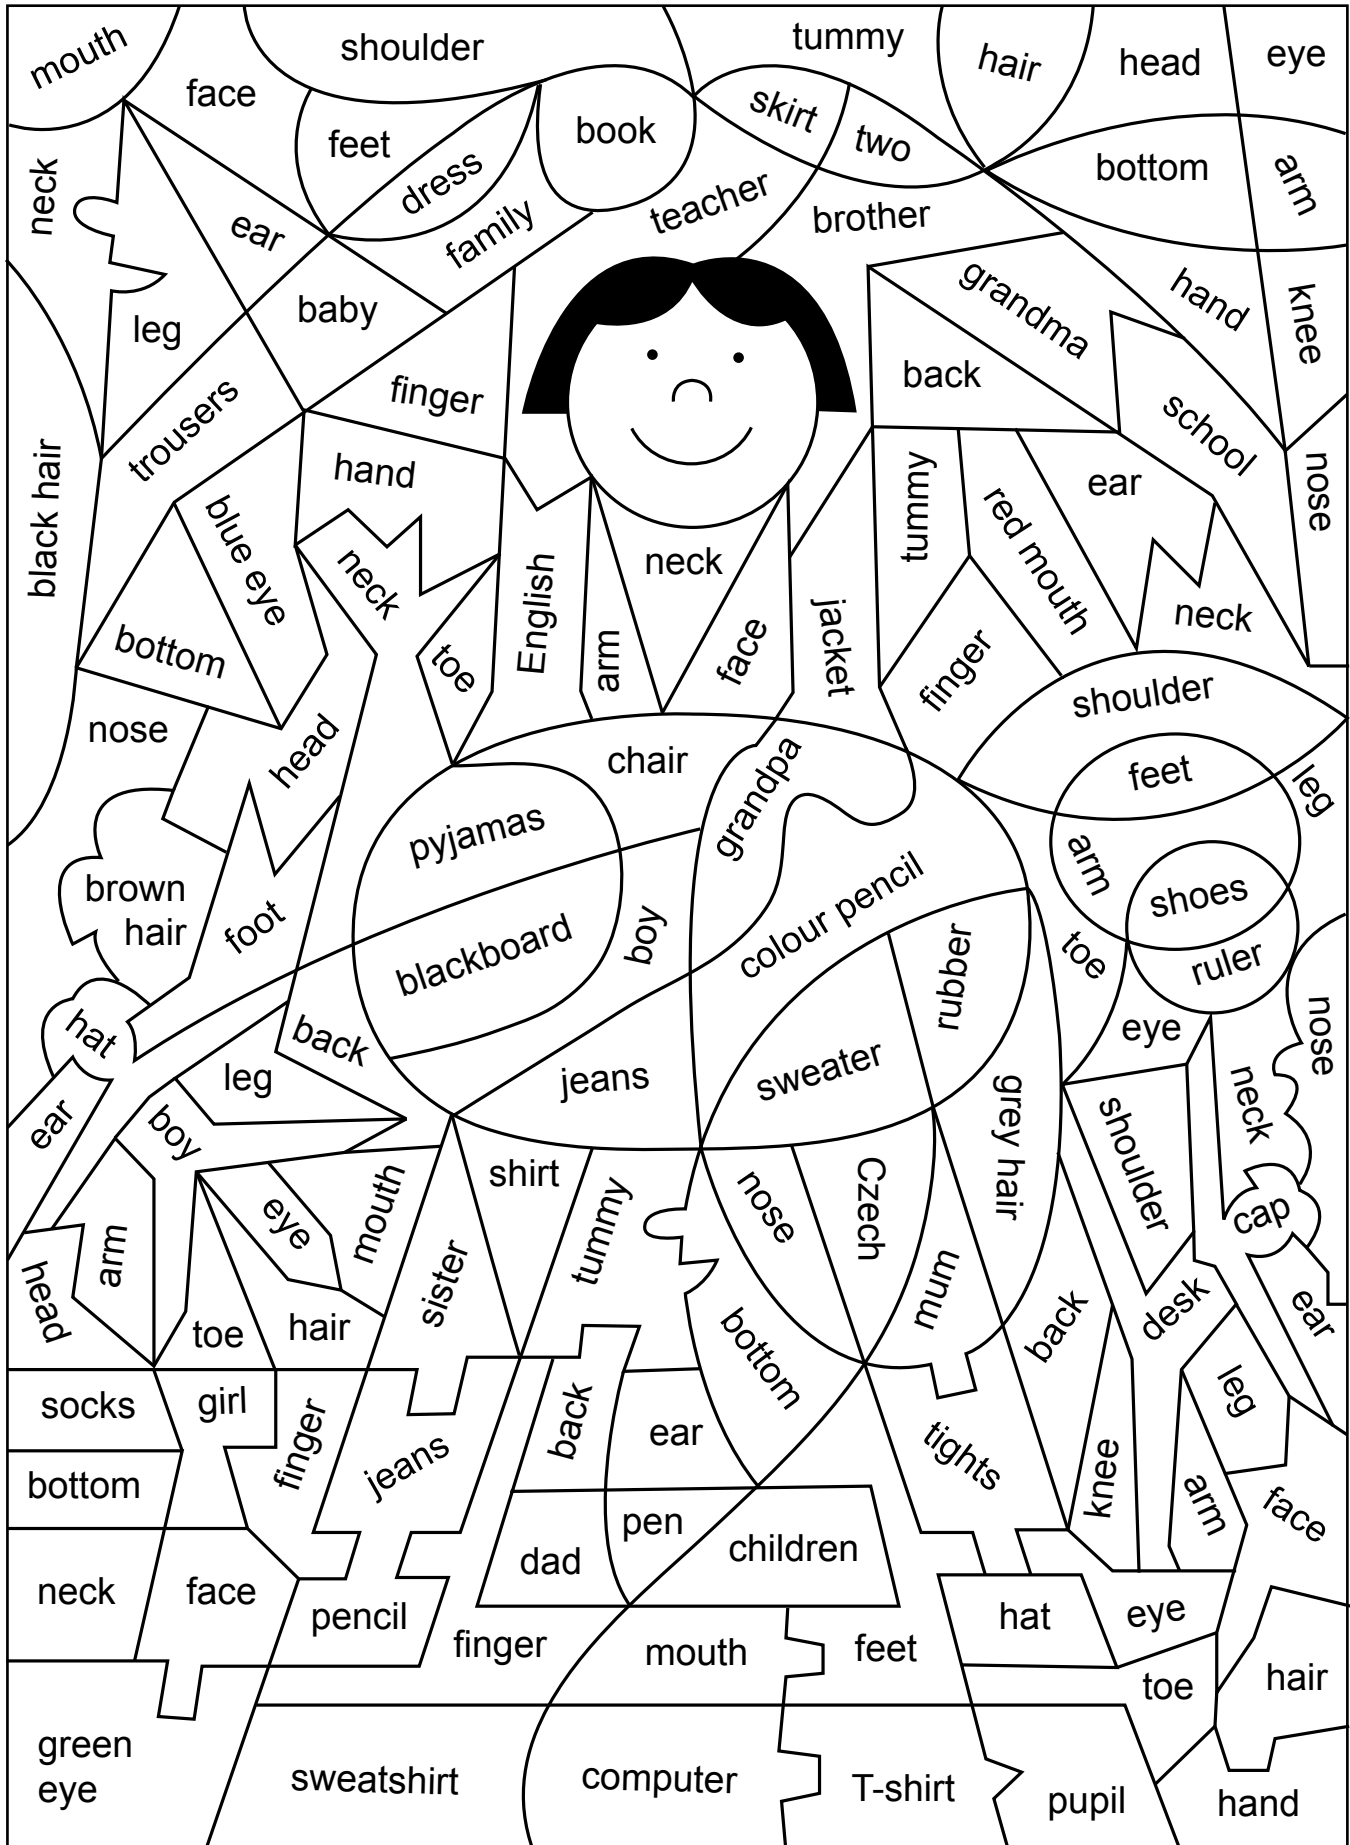 mouth
face
shoulder
tummy
hair
head
eye
feet
book
skirt
two
neck
dress
bottom
arm
ear
family
teacher
brother
leg
baby
grandma
hand
knee
trousers
finger
back
school
black hair
hand
tummy
red mouth
ear
nose
blue eye
neck
English
neck
jacket
bottom
toe
arm
face
finger
neck
shoulder
nose
head
chair
grandpa
feet
leg
pyjamas
brown
hair
foot
blackboard
boy
colour pencil
rubber
arm
shoes
toe
ruler
hat
back
leg
jeans
sweater
grey hair
eye
nose
ear
boy
shoulder
neck
arm
eye
mouth
shirt
tummy
nose
Czech
cap
head
toe
hair
sister
mum
back
desk
ear
bottom
socks
girl
finger
jeans
back
ear
tights
knee
leg
bottom
arm
face
dad
pen
children
neck
face
pencil
finger
mouth
feet
hat
eye
toe
hair
green
eye
sweatshirt
computer
T-shirt
pupil
hand